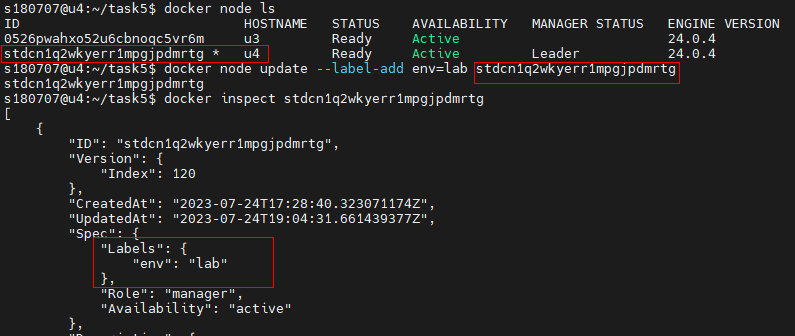 s180707@u4:~/task5$ docker node ls
ID HOSTNAME STATUS AVAILABILITY MANAGER STATUS ENGINE VERSION
0526pwahxo52u6cbnoqc5vr6m u3 Ready Active 24.0.4
stdcn1q2wkyerr1mpgjpdmrtg * u4 Ready Active Leader 24.0.4
s180707@u4:~/task5$ docker node update --label-add env=lab stdcn1q2wkyerr1mpgjpdmrtg
stdcn1q2wkyerr1mpgjpdmrtg
s180707@u4:~/task5$ docker inspect stdcn1q2wkyerr1mpgjpdmrtg
[
    {
        "ID": "stdcn1q2wkyerr1mpgjpdmrtg",
        "Version": {
            "Index": 120
        },
        "CreatedAt": "2023-07-24T17:28:40.323071174Z",
        "UpdatedAt": "2023-07-24T19:04:31.661439377Z",
        "Spec": {
            "Labels": {
                "env": "lab"
            },
            "Role": "manager",
            "Availability": "active"
        },